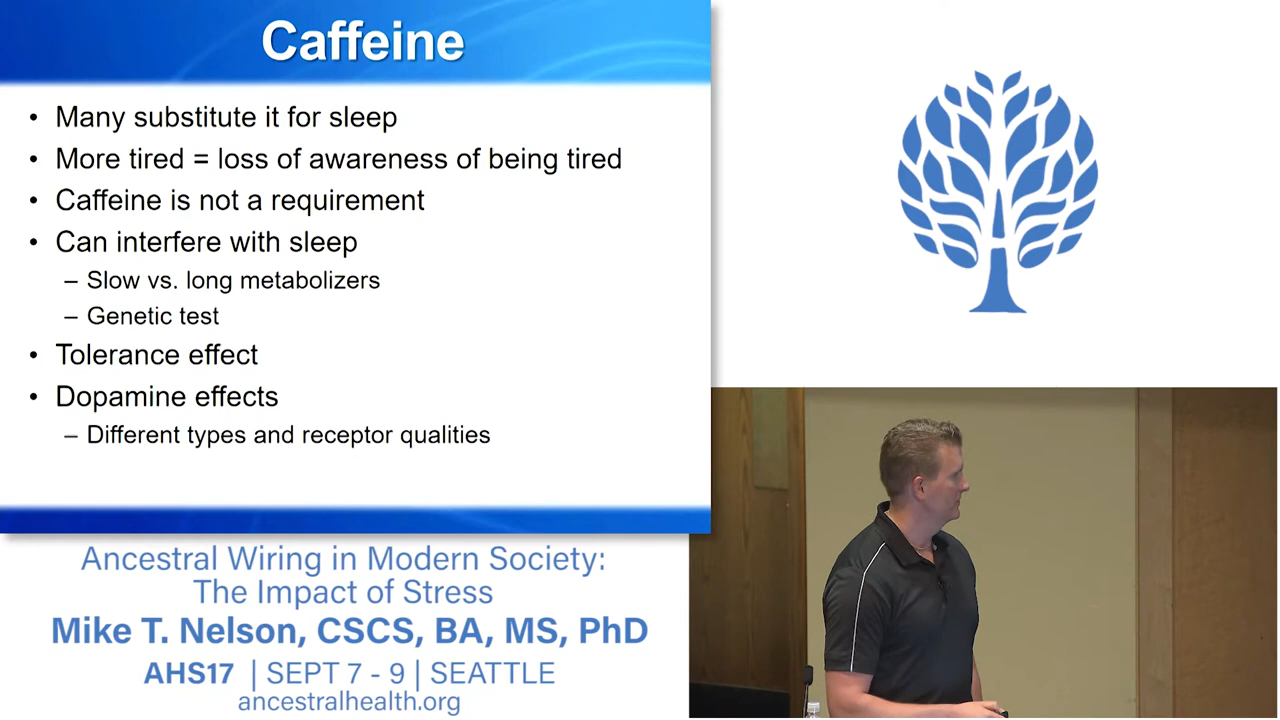 Caffeine
• Many substitute it for sleep
• More tired = loss of awareness of being tired
• Caffeine is not a requirement
• Can interfere with sleep
– Slow vs. long metabolizers
– Genetic test
• Tolerance effect
• Dopamine effects
– Different types and receptor qualities
Ancestral Wiring in Modern Society:
The Impact of Stress
Mike T. Nelson, CSCS, BA, MS, PhD
AHS17 | SEPT 7 - 9 | SEATTLE
ancestralhealth.org